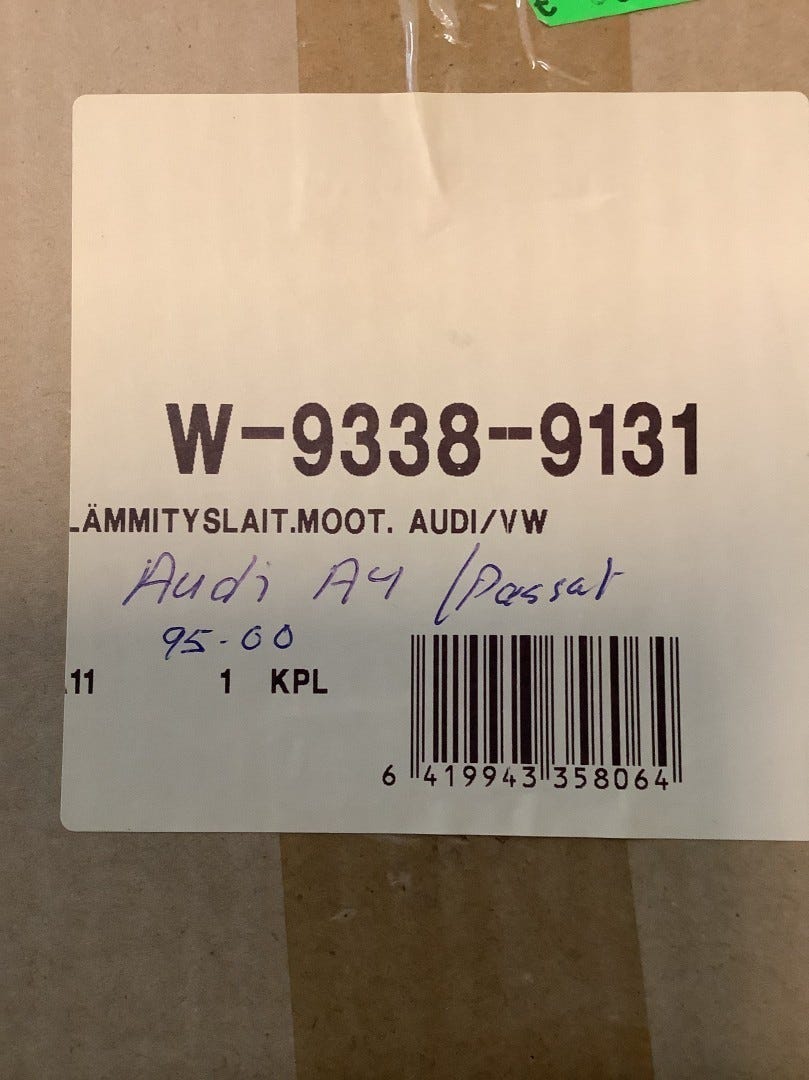 W-9338-9131
LÄMMITYSLAIT.MOOT. AUDI/VW
Audi A4 /Passat
95-00
11 1 KPL
6 419943 358064